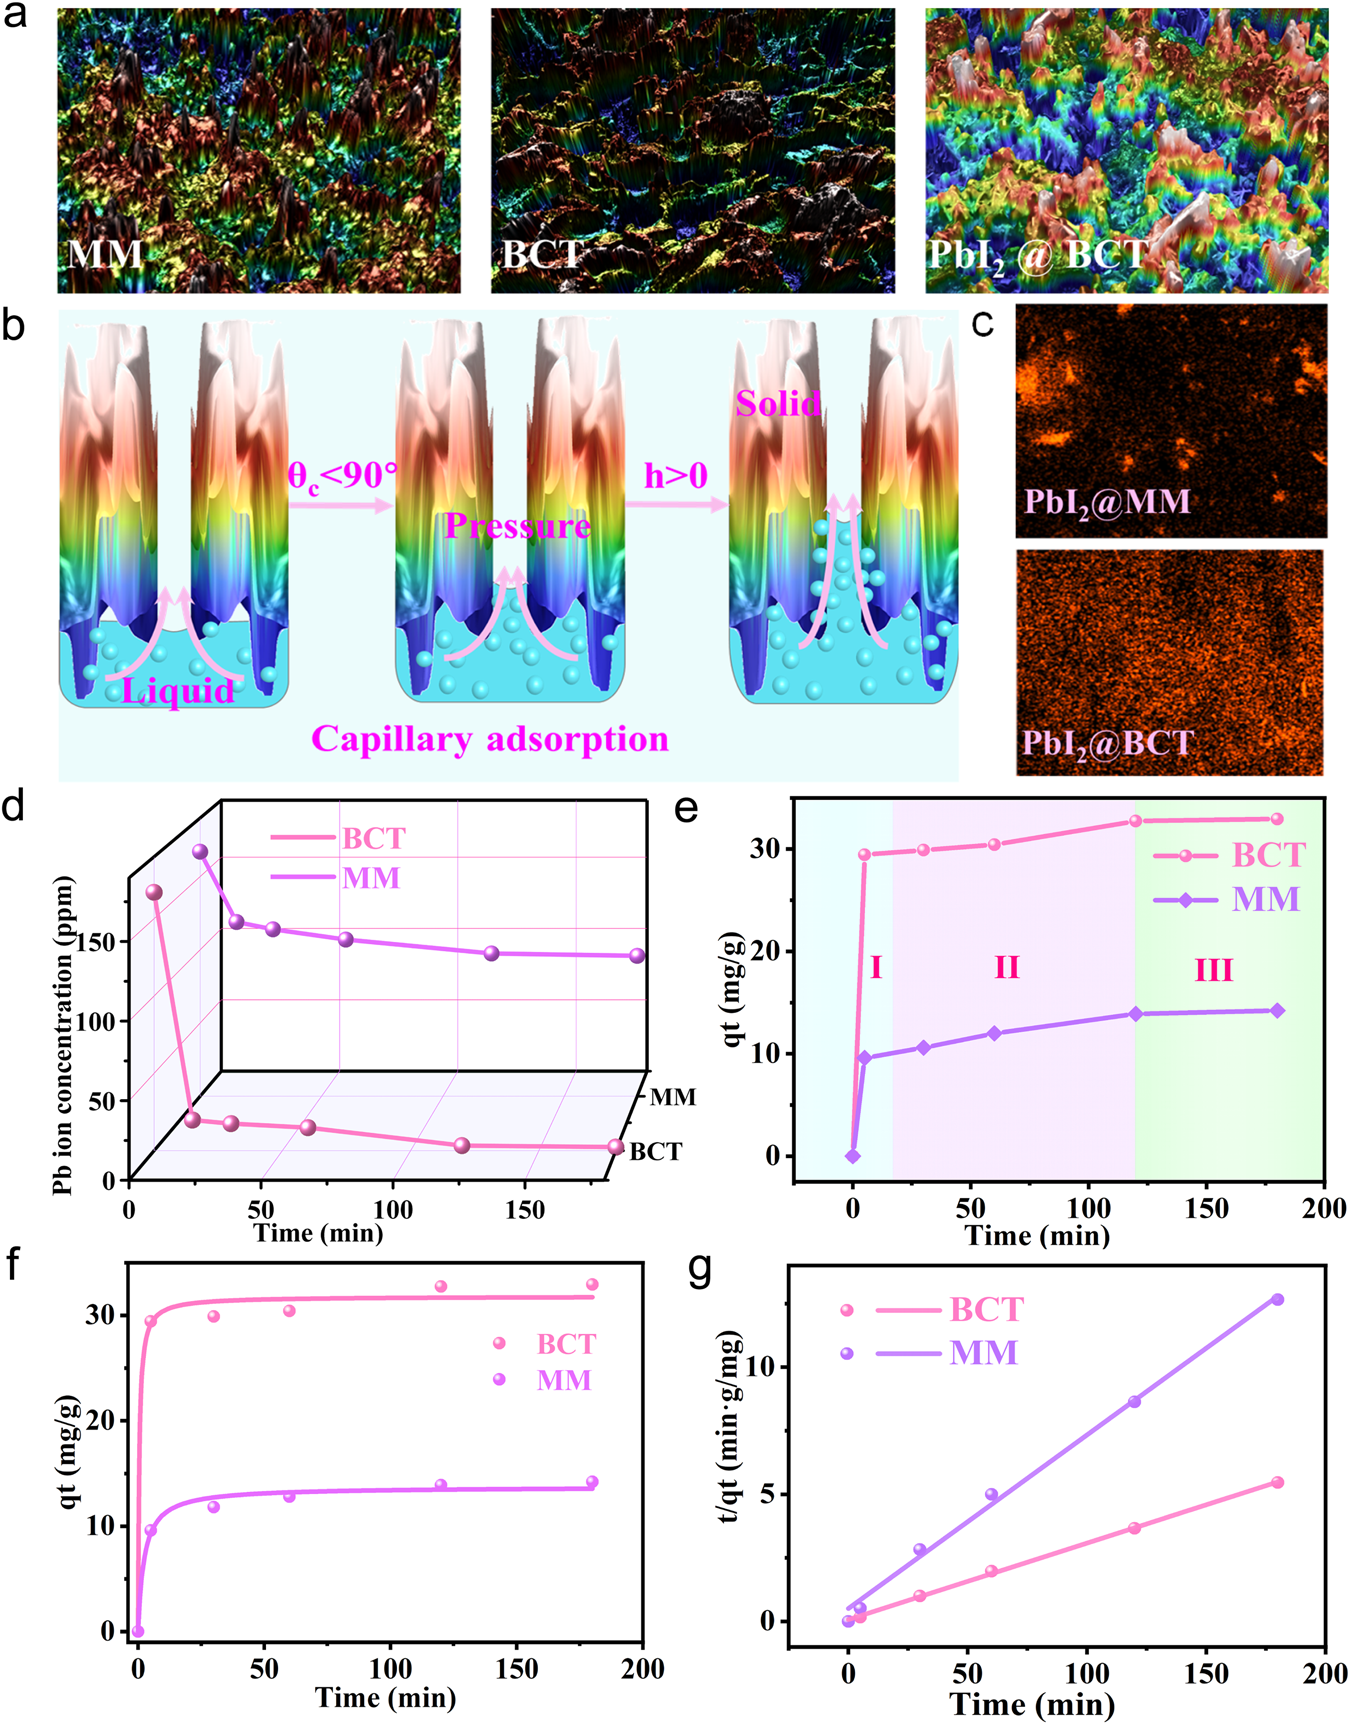 a
MM
BCT
PbI₂ @ BCT
b
θc<90°
Pressure
h>0
Solid
Liquid
Capillary adsorption
c
PbI₂@MM
PbI₂@BCT
d
Pb ion concentration (ppm)
150
100
50
0
BCT
MM
MM
BCT
0
50
100
150
Time (min)
e
qt (mg/g)
30
20
10
0
BCT
MM
I
II
III
0
50
100
150
200
Time (min)
f
qt (mg/g)
30
20
10
0
BCT
MM
0
50
100
150
200
Time (min)
g
t/qt (min·g/mg)
10
5
0
BCT
MM
0
50
100
150
200
Time (min)